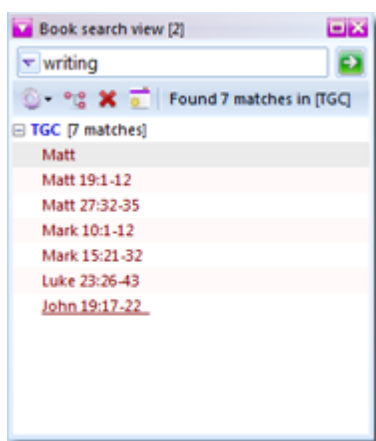 Book search view [2]
writing
Found 7 matches in [TGC]
TGC [7 matches]
Matt
Matt 19:1-12
Matt 27:32-35
Mark 10:1-12
Mark 15:21-32
Luke 23:26-43
John 19:17-22